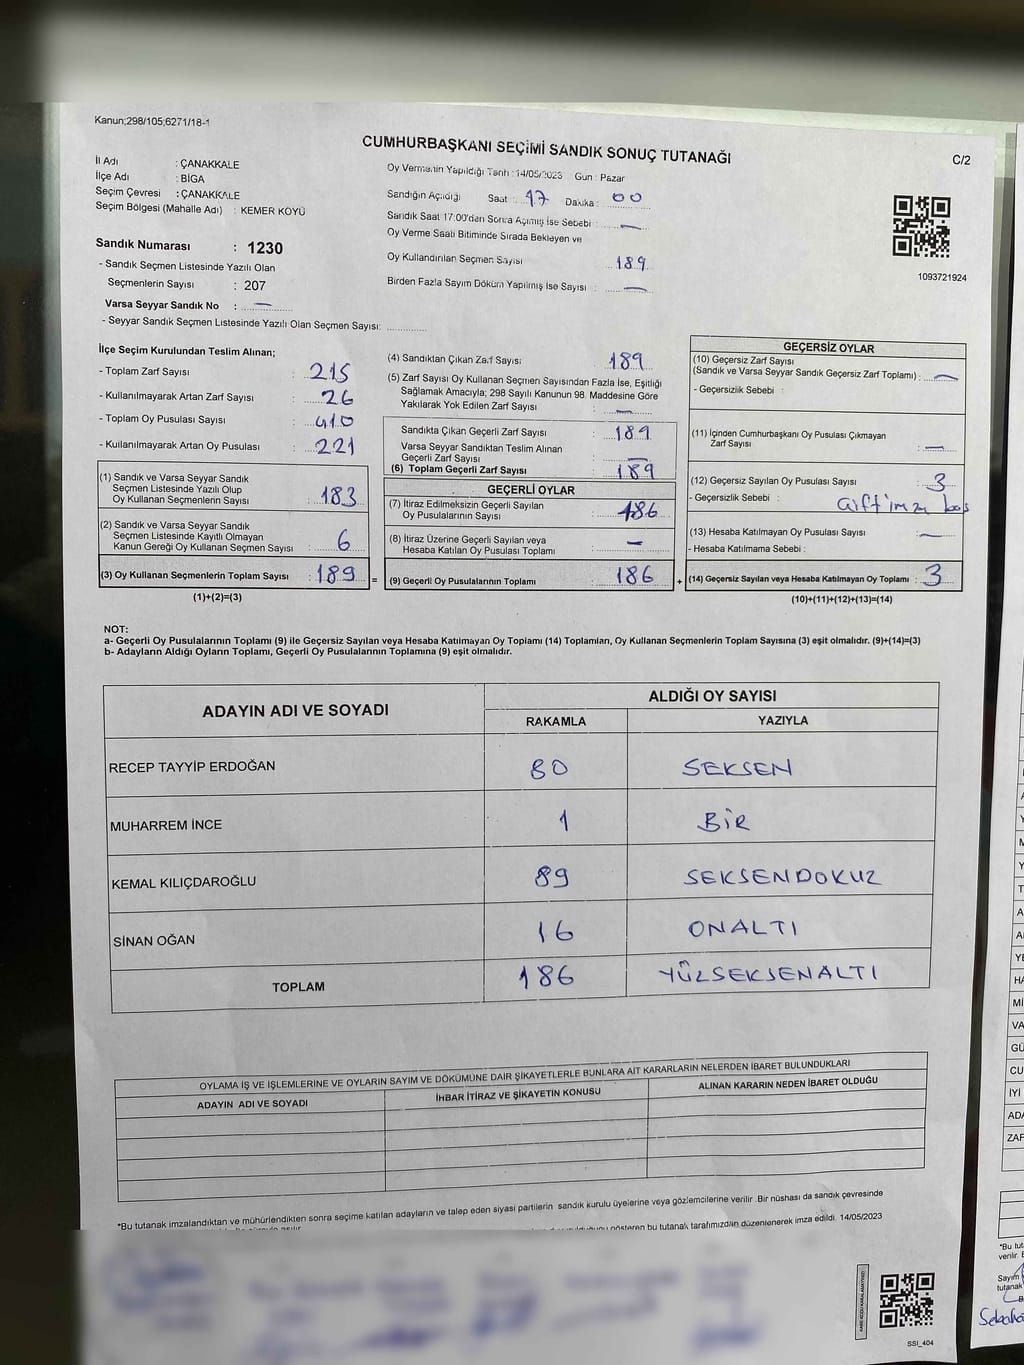 Kanun;298/105;6271/18-1
CUMHURBAŞKANI SEÇİMİ SANDIK SONUÇ TUTANAĞI
C/2
İl Adı : ÇANAKKALE
İlçe Adı : BİGA
Seçim Çevresi : ÇANAKKALE
Seçim Bölgesi (Mahalle Adı) : KEMER KÖYÜ
Sandık Numarası : 1230
- Sandık Seçmen Listesinde Yazılı Olan
Seçmenlerin Sayısı : 207
Varsa Seyyar Sandık No : —
- Seyyar Sandık Seçmen Listesinde Yazılı Olan Seçmen Sayısı:
Oy Vermenin Yapıldığı Tarih : 14/05/2023 Gün : Pazar
Sandığın Açıldığı Saat : 17 Dakika : 00
Sandık Saat 17:00'dan Sonra Açılmış İse Sebebi : —
Oy Verme Saati Bitiminde Sırada Bekleyen ve
Oy Kullandırılan Seçmen Sayısı : 189
Birden Fazla Sayım Döküm Yapılmış İse Sayısı : —
1093721924
İlçe Seçim Kurulundan Teslim Alınan;
- Toplam Zarf Sayısı : 215
- Kullanılmayarak Artan Zarf Sayısı : 26
- Toplam Oy Pusulası Sayısı : 410
- Kullanılmayarak Artan Oy Pusulası : 221
(1) Sandık ve Varsa Seyyar Sandık
Seçmen Listesinde Yazılı Olup
Oy Kullanan Seçmenlerin Sayısı : 183
(2) Sandık ve Varsa Seyyar Sandık
Seçmen Listesinde Kayıtlı Olmayan
Kanun Gereği Oy Kullanan Seçmen Sayısı : 6
(3) Oy Kullanan Seçmenlerin Toplam Sayısı : 189 =
(1)+(2)=(3)
(4) Sandıktan Çıkan Zarf Sayısı : 189
(5) Zarf Sayısı Oy Kullanan Seçmen Sayısından Fazla İse, Eşitliği
Sağlamak Amacıyla; 298 Sayılı Kanunun 98. Maddesine Göre
Yakılarak Yok Edilen Zarf Sayısı : —
Sandıkta Çıkan Geçerli Zarf Sayısı : 189
Varsa Seyyar Sandıktan Teslim Alınan
Geçerli Zarf Sayısı : —
(6) Toplam Geçerli Zarf Sayısı : 189
GEÇERLİ OYLAR
(7) İtiraz Edilmeksizin Geçerli Sayılan
Oy Pusulalarının Sayısı : 186
(8) İtiraz Üzerine Geçerli Sayılan veya
Hesaba Katılan Oy Pusulası Toplamı : —
(9) Geçerli Oy Pusulalarının Toplamı : 186 +
GEÇERSİZ OYLAR
(10) Geçersiz Zarf Sayısı
(Sandık ve Varsa Seyyar Sandık Geçersiz Zarf Toplamı) : —
- Geçersizlik Sebebi :
(11) İçinden Cumhurbaşkanı Oy Pusulası Çıkmayan
Zarf Sayısı : —
(12) Geçersiz Sayılan Oy Pusulası Sayısı : 3
- Geçersizlik Sebebi :
(13) Hesaba Katılmayan Oy Pusulası Sayısı : —
- Hesaba Katılmama Sebebi :
(14) Geçersiz Sayılan veya Hesaba Katılmayan Oy Toplamı : 3
(10)+(11)+(12)+(13)=(14)
NOT:
a- Geçerli Oy Pusulalarının Toplamı (9) ile Geçersiz Sayılan veya Hesaba Katılmayan Oy Toplamı (14) Toplamları, Oy Kullanan Seçmenlerin Toplam Sayısına (3) eşit olmalıdır. (9)+(14)=(3)
b- Adayların Aldığı Oyların Toplamı, Geçerli Oy Pusulalarının Toplamına (9) eşit olmalıdır.
ADAYIN ADI VE SOYADI
ALDIĞI OY SAYISI
RAKAMLA YAZIYLA
RECEP TAYYİP ERDOĞAN 80 SEKSEN
MUHARREM İNCE 1 BİR
KEMAL KILIÇDAROĞLU 89 SEKSENDOKUZ
SİNAN OĞAN 16 ONALTI
TOPLAM 186 YÜZSEKSENALTI
OYLAMA İŞ VE İŞLEMLERİNE VE OYLARIN SAYIM VE DÖKÜMÜNE DAİR ŞİKAYETLERLE BUNLARA AİT KARARLARIN NELERDEN İBARET BULUNDUKLARI
ADAYIN ADI VE SOYADI İHBAR İTİRAZ VE ŞİKAYETİN KONUSU ALINAN KARARIN NEDEN İBARET OLDUĞU
*Bu tutanak imzalandıktan ve mühürlendikten sonra seçime katılan adayların ve talep eden siyasi partilerin sandık kurulu üyelerine veya gözlemcilerine verilir .Bir nüshası da sandık çevresinde
gösteren bu tutanak tarafımızdan düzenlenerek imza edildi. 14/05/2023
SSI_404